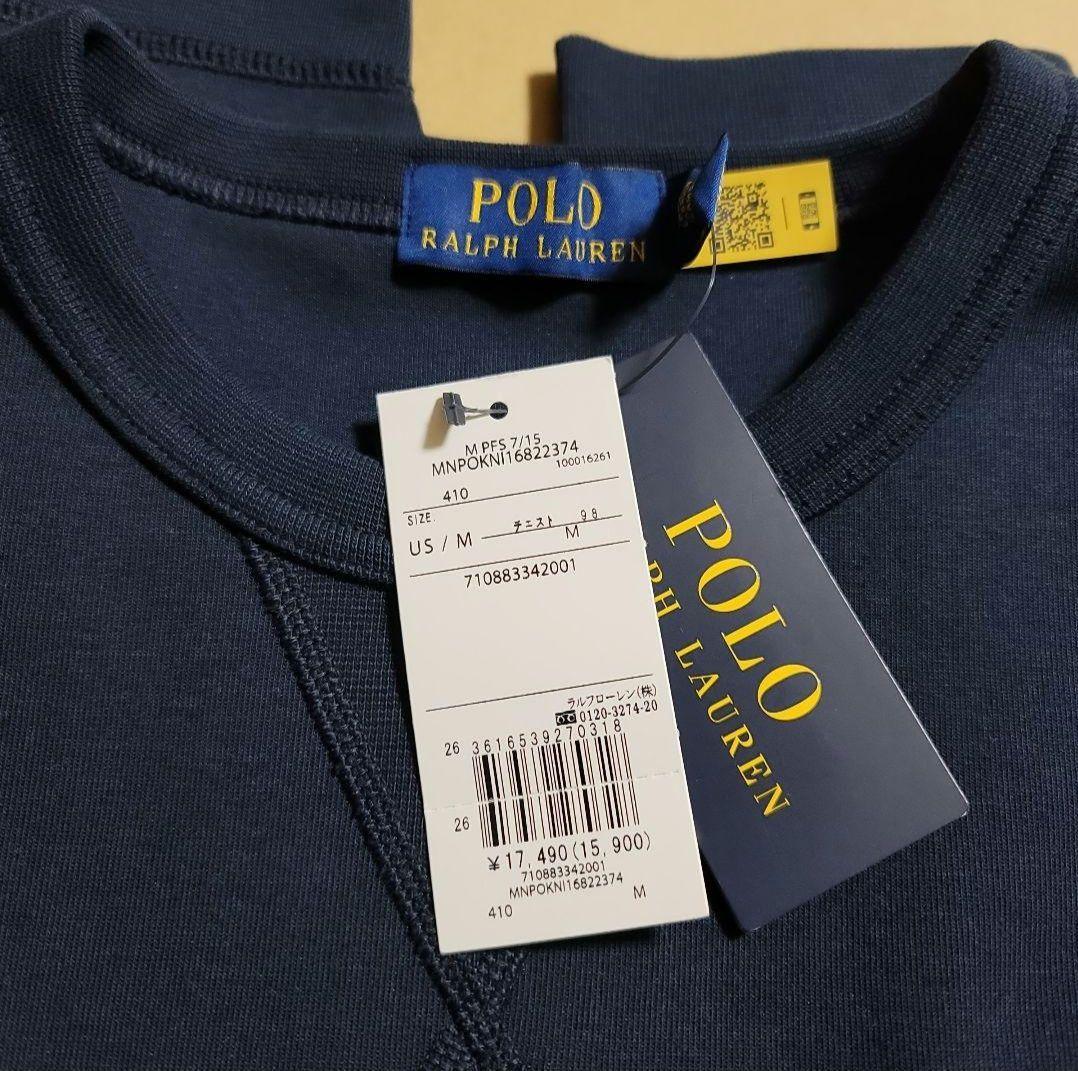 POLO
RALPH LAUREN
M PFS 7/15
MNPOKNI16822374
100016261
410
SIZE.
チェスト 98
US / M M
710883342001
ラルフローレン(株)
0120-3274-20
26 3616539270318
26
¥17,490(15,900)
710883342001
MNPOKNI16822374
410 M
POLO
PH LAUREN